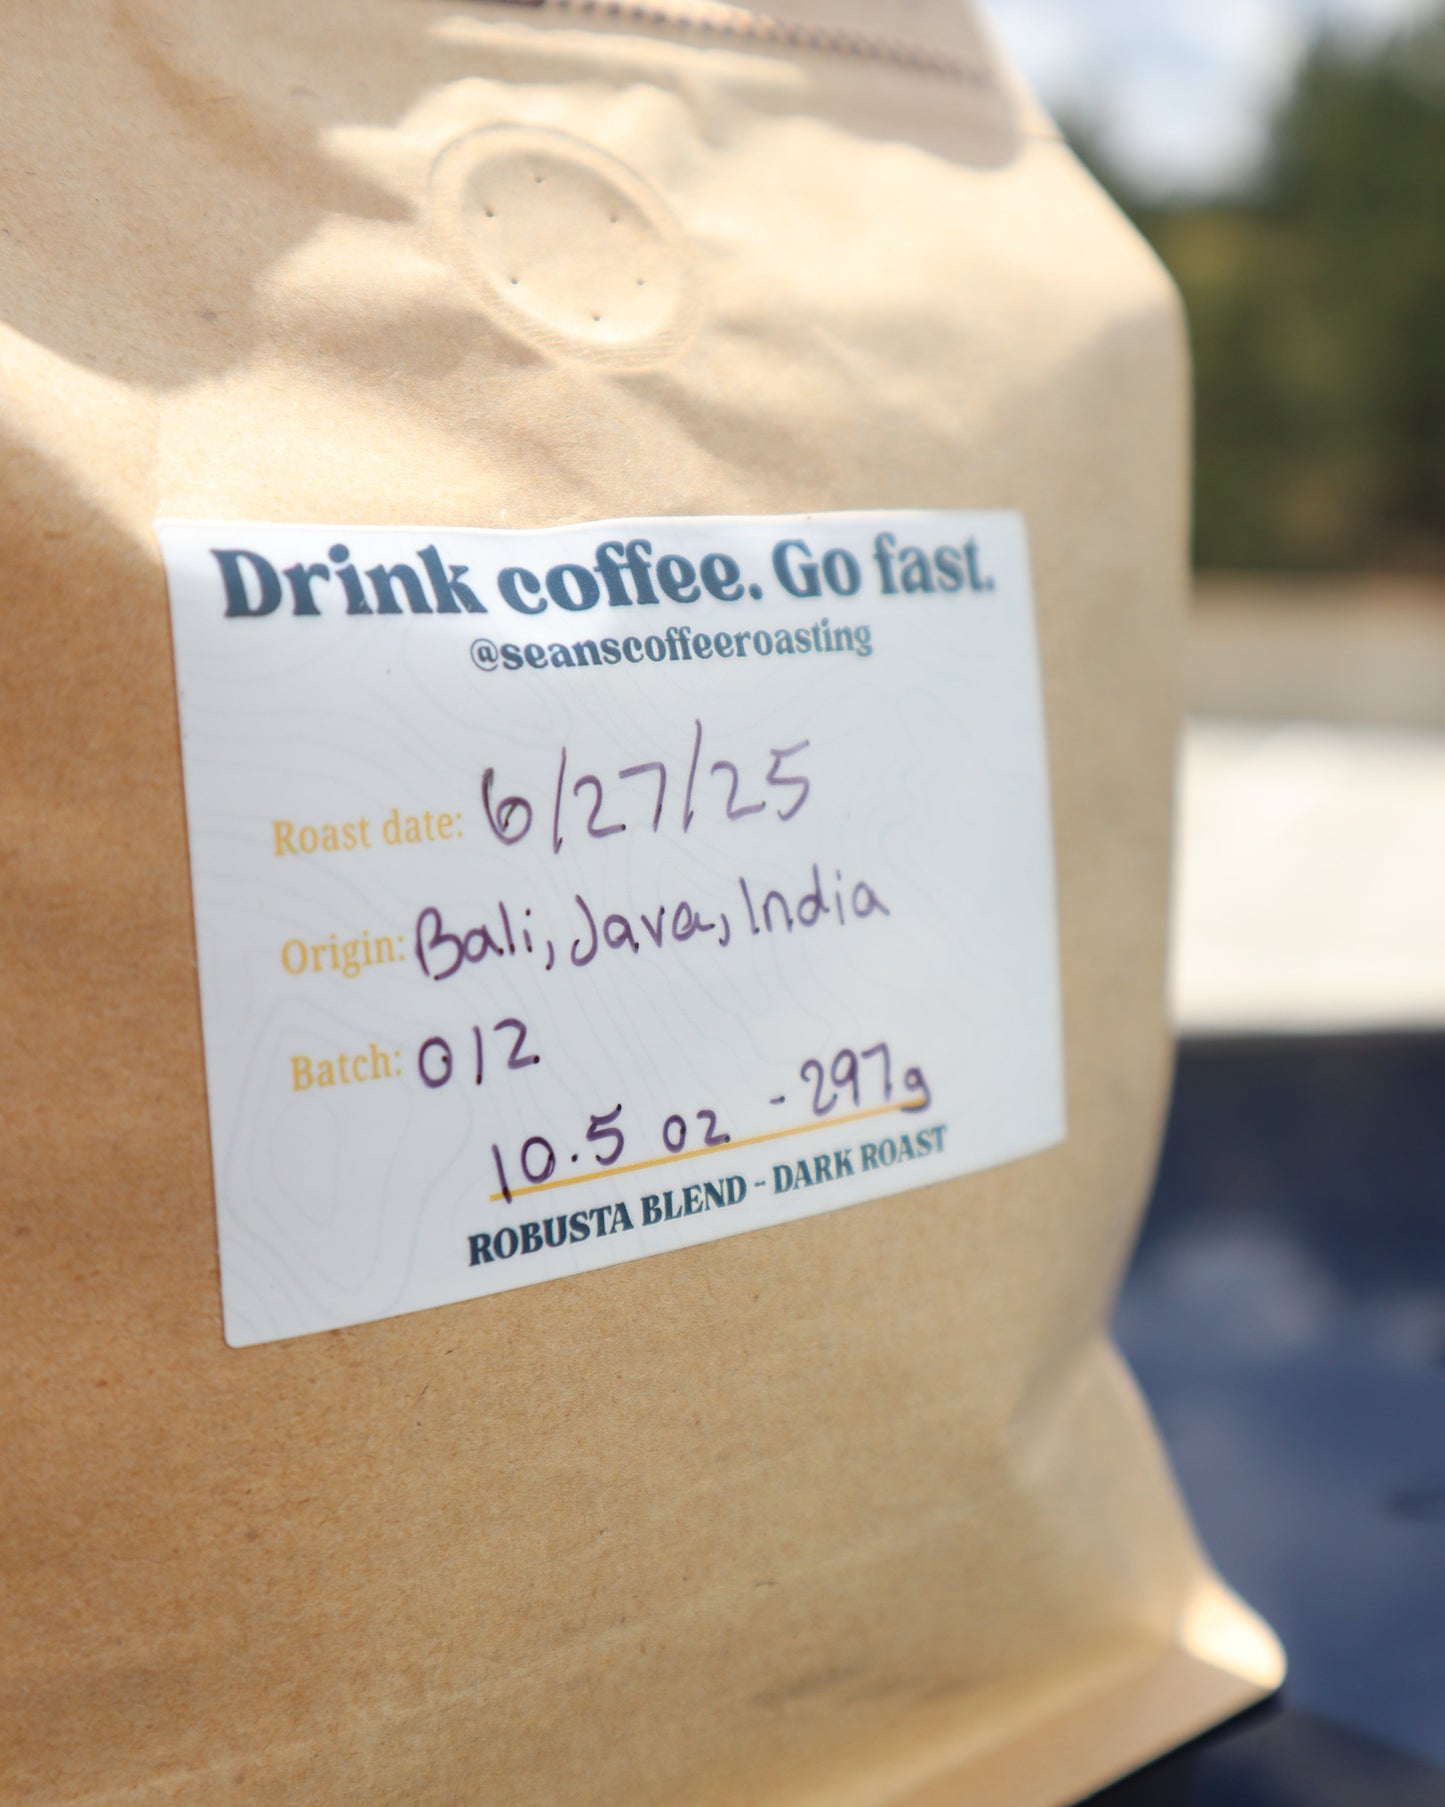 Drink coffee. Go fast.
@seanscoffeeroasting
Roast date: 6/27/25
Origin: Bali, Java, India
Batch: 012
10.5 oz - 297g
ROBUSTA BLEND - DARK ROAST